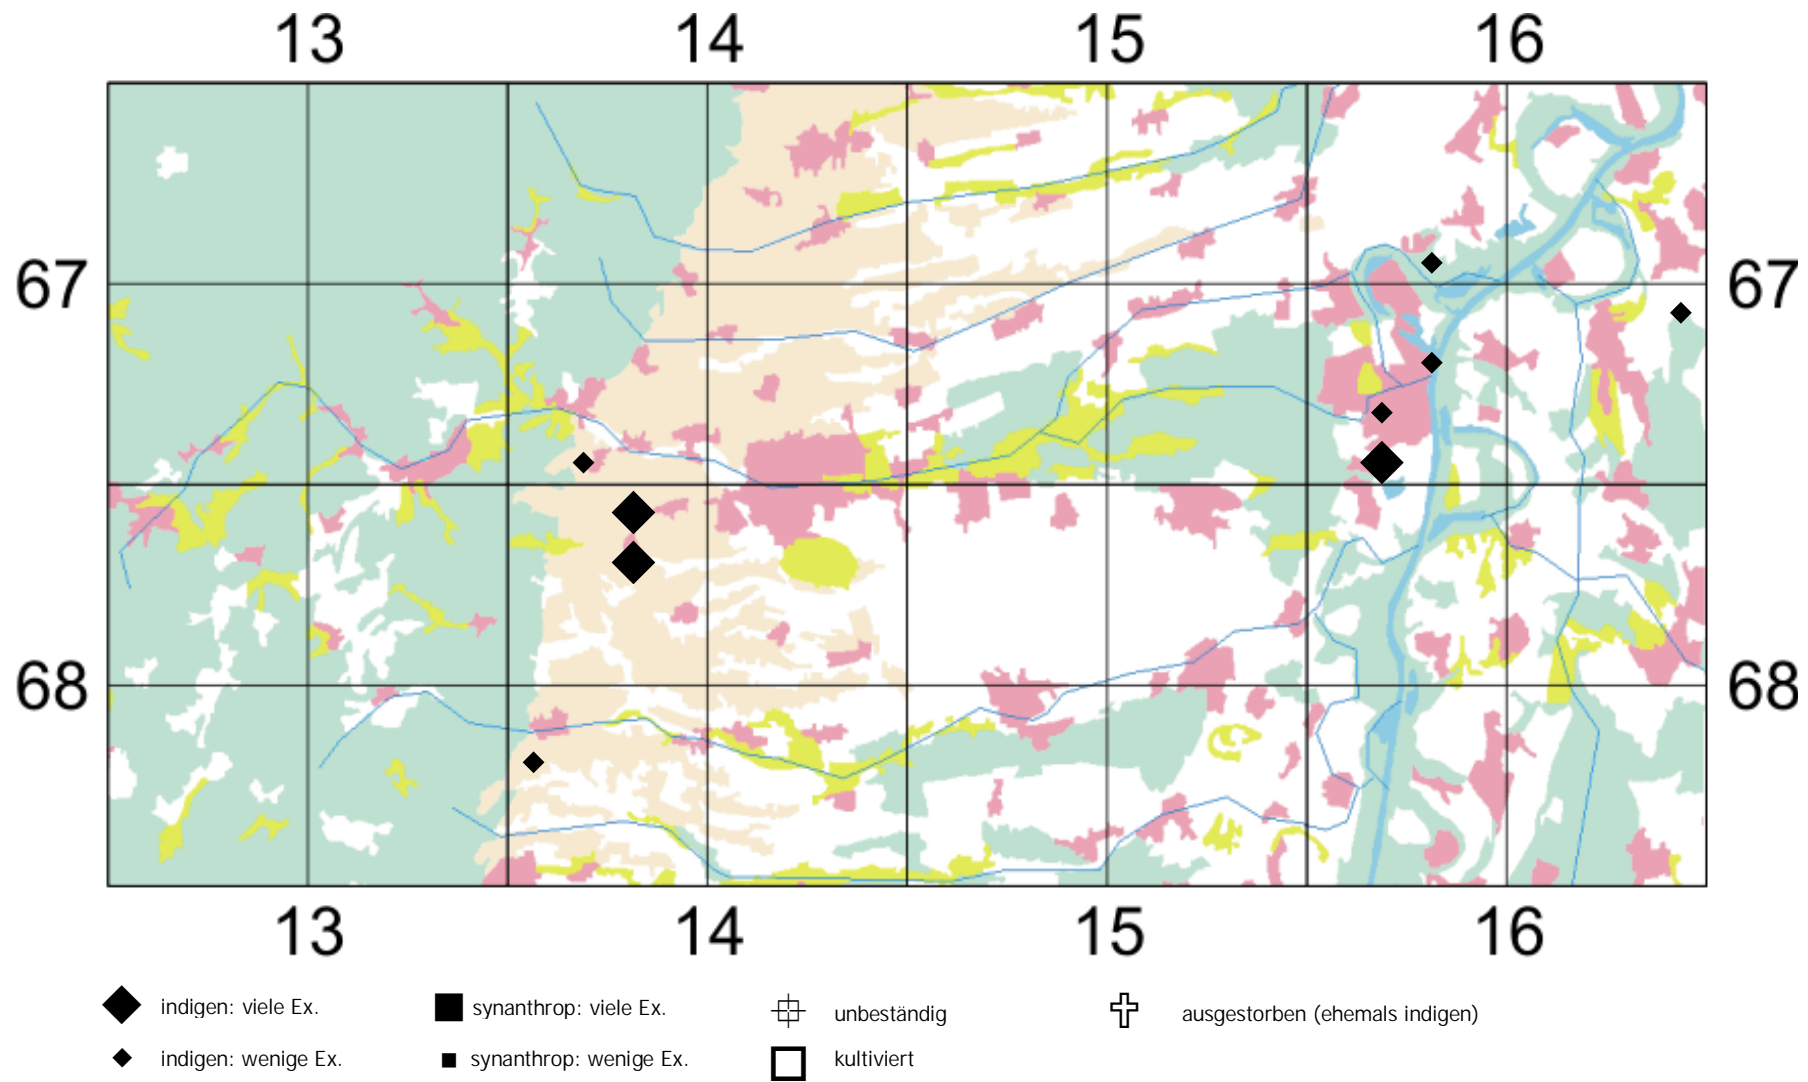 13 14 15 16
67 67
68 68
13 14 15 16
indigen: viele Ex. synanthrop: viele Ex. unbeständig ausgestorben (ehemals indigen)
indigen: wenige Ex. synanthrop: wenige Ex. kultiviert